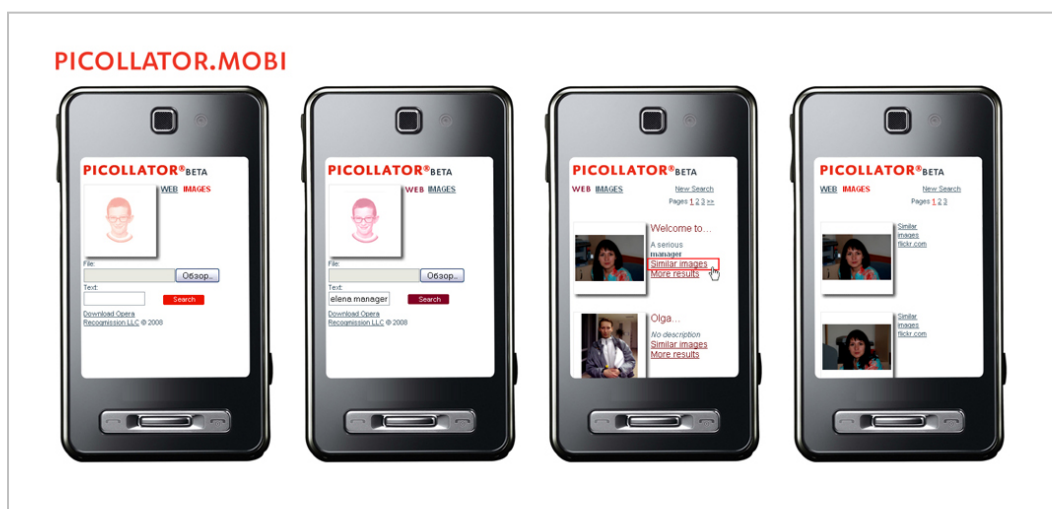 PICOLLATOR.MOBI
PICOLLATOR®BETA
WEB IMAGES
File:
Обзор...
Text:
Search
Download Opera
Recogmission LLC © 2008
PICOLLATOR®BETA
WEB IMAGES
File:
Обзор...
Text:
elena manager
Search
Download Opera
Recogmission LLC © 2008
PICOLLATOR®BETA
WEB IMAGES New Search
Pages 1 2 3 >>
Welcome to...
A serious
manager
Similar images
More results
Olga...
No description
Similar images
More results
PICOLLATOR®BETA
WEB IMAGES New Search
Pages 1 2 3
Similar
images
flickr.com
Similar
images
flickr.com